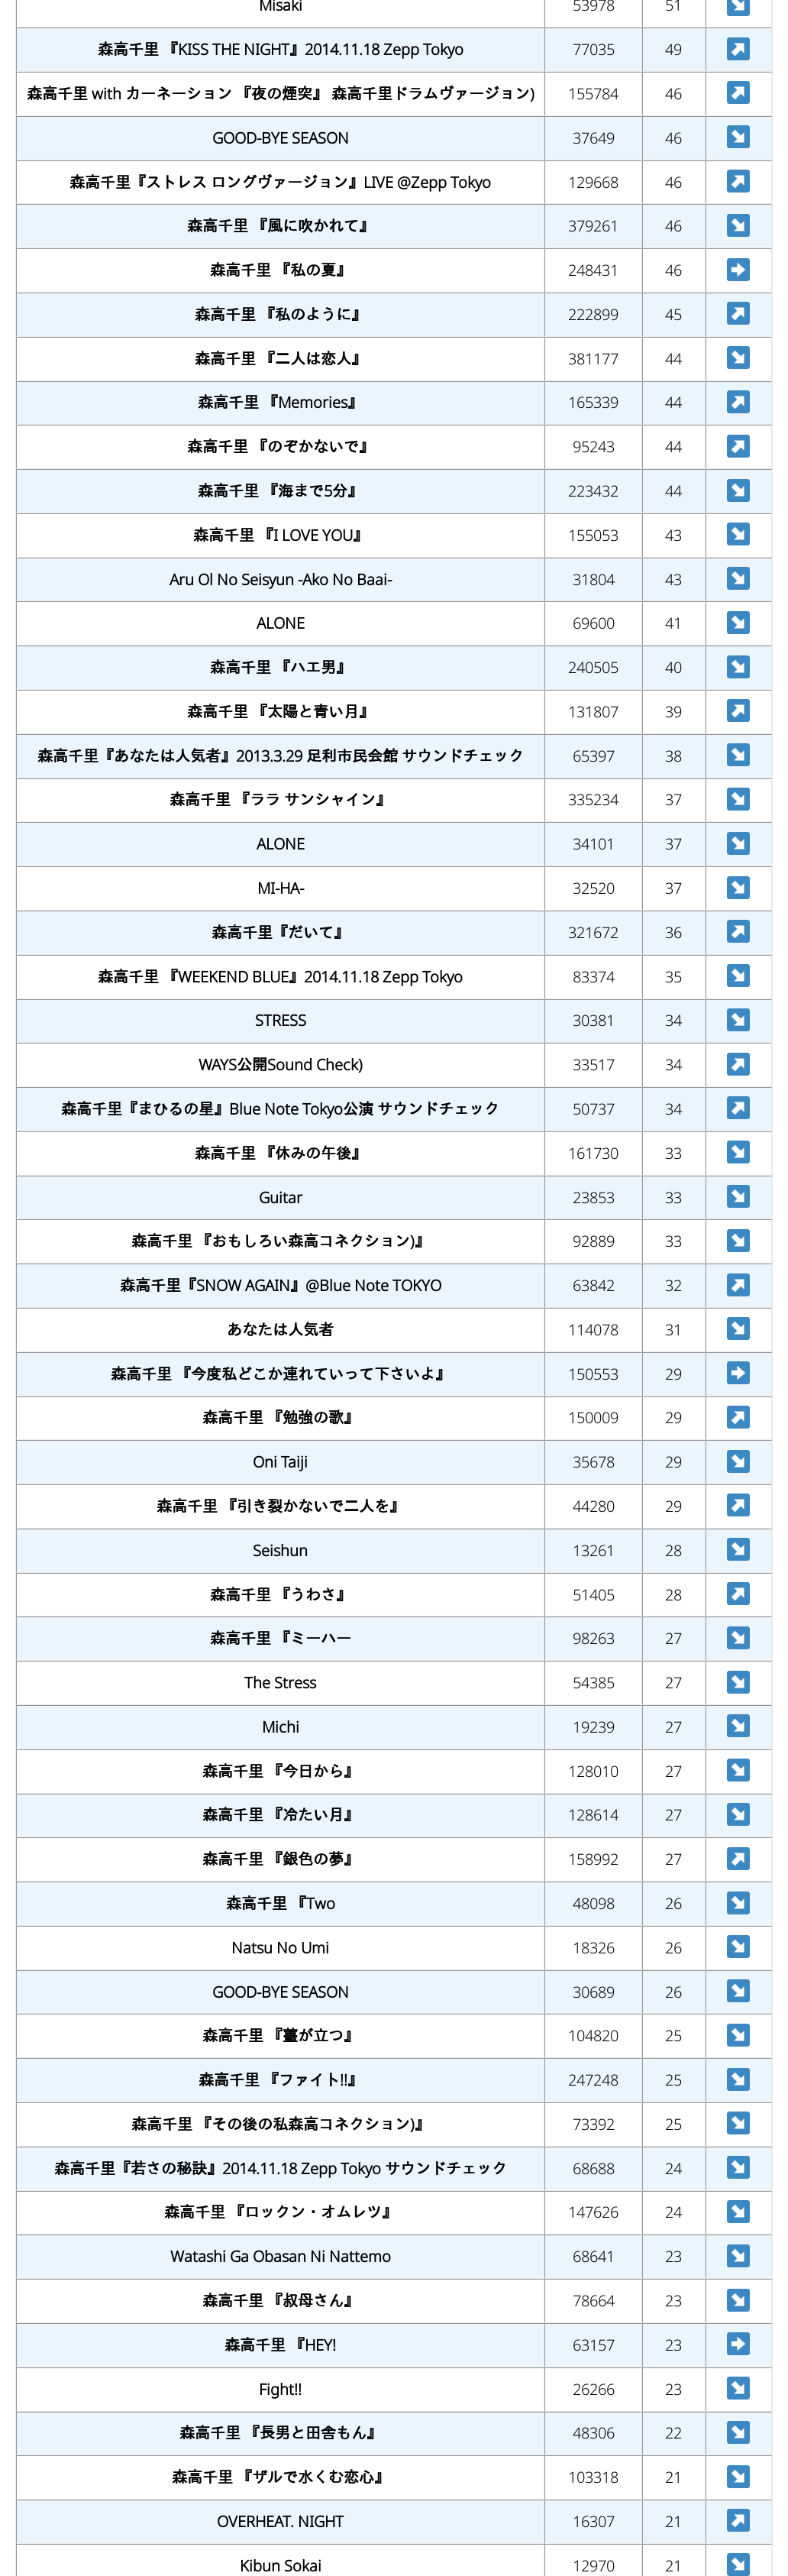 Misaki 53978 51
森高千里 『KISS THE NIGHT』2014.11.18 Zepp Tokyo 77035 49
森高千里 with カーネーション 『夜の煙突』 森高千里ドラムヴァージョン) 155784 46
GOOD-BYE SEASON 37649 46
森高千里『ストレス ロングヴァージョン』LIVE @Zepp Tokyo 129668 46
森高千里 『風に吹かれて』 379261 46
森高千里 『私の夏』 248431 46
森高千里 『私のように』 222899 45
森高千里 『二人は恋人』 381177 44
森高千里 『Memories』 165339 44
森高千里 『のぞかないで』 95243 44
森高千里 『海まで5分』 223432 44
森高千里 『I LOVE YOU』 155053 43
Aru Ol No Seisyun -Ako No Baai- 31804 43
ALONE 69600 41
森高千里 『ハエ男』 240505 40
森高千里 『太陽と青い月』 131807 39
森高千里『あなたは人気者』2013.3.29 足利市民会館 サウンドチェック 65397 38
森高千里 『ララ サンシャイン』 335234 37
ALONE 34101 37
MI-HA- 32520 37
森高千里『だいて』 321672 36
森高千里 『WEEKEND BLUE』2014.11.18 Zepp Tokyo 83374 35
STRESS 30381 34
WAYS公開Sound Check) 33517 34
森高千里『まひるの星』Blue Note Tokyo公演 サウンドチェック 50737 34
森高千里 『休みの午後』 161730 33
Guitar 23853 33
森高千里 『おもしろい森高コネクション)』 92889 33
森高千里『SNOW AGAIN』@Blue Note TOKYO 63842 32
あなたは人気者 114078 31
森高千里 『今度私どこか連れていって下さいよ』 150553 29
森高千里 『勉強の歌』 150009 29
Oni Taiji 35678 29
森高千里 『引き裂かないで二人を』 44280 29
Seishun 13261 28
森高千里 『うわさ』 51405 28
森高千里 『ミーハー 98263 27
The Stress 54385 27
Michi 19239 27
森高千里 『今日から』 128010 27
森高千里 『冷たい月』 128614 27
森高千里 『銀色の夢』 158992 27
森高千里 『Two 48098 26
Natsu No Umi 18326 26
GOOD-BYE SEASON 30689 26
森高千里 『薹が立つ』 104820 25
森高千里 『ファイト!!』 247248 25
森高千里 『その後の私森高コネクション)』 73392 25
森高千里『若さの秘訣』2014.11.18 Zepp Tokyo サウンドチェック 68688 24
森高千里 『ロックン・オムレツ』 147626 24
Watashi Ga Obasan Ni Nattemo 68641 23
森高千里 『叔母さん』 78664 23
森高千里 『HEY! 63157 23
Fight!! 26266 23
森高千里 『長男と田舎もん』 48306 22
森高千里 『ザルで水くむ恋心』 103318 21
OVERHEAT. NIGHT 16307 21
Kibun Sokai 12970 21